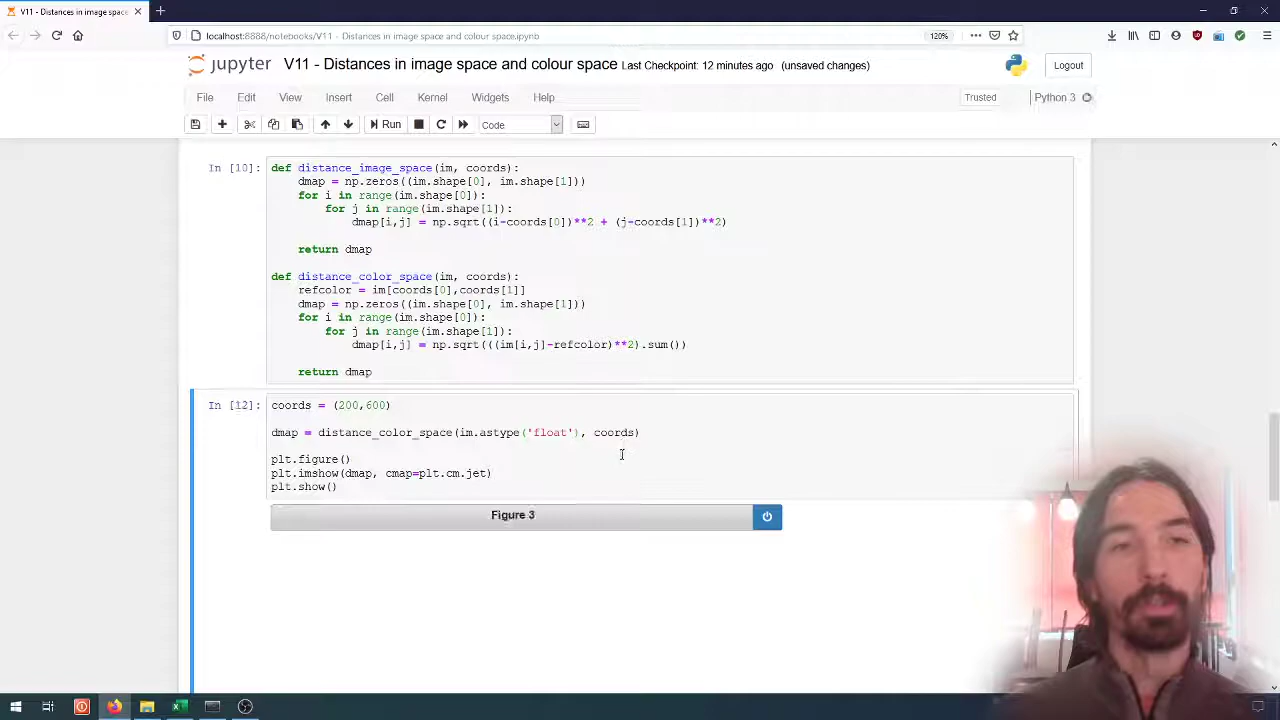 V11 - Distances in image space
localhost:8888/notebooks/V11 - Distances in image space and colour space.ipynb
120%
jupyter V11 - Distances in image space and colour space Last Checkpoint: 12 minutes ago (unsaved changes)
Logout
File Edit View Insert Cell Kernel Widgets Help
Trusted
Python 3
Run
Code
In [10]:
def distance_image_space(im, coords):
    dmap = np.zeros((im.shape[0], im.shape[1]))
    for i in range(im.shape[0]):
        for j in range(im.shape[1]):
            dmap[i,j] = np.sqrt((i-coords[0])**2 + (j-coords[1])**2)
    return dmap
def distance_color_space(im, coords):
    refcolor = im[coords[0],coords[1]]
    dmap = np.zeros((im.shape[0], im.shape[1]))
    for i in range(im.shape[0]):
        for j in range(im.shape[1]):
            dmap[i,j] = np.sqrt(((im[i,j]-refcolor)**2).sum())
    return dmap
In [12]:
coords = (200,600)
dmap = distance_color_space(im.astype('float'), coords)
plt.figure()
plt.imshow(dmap, cmap=plt.cm.jet)
plt.show()
Figure 3